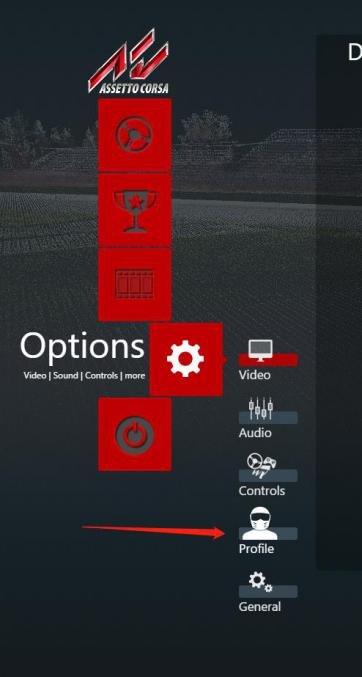 D
ASSETTO CORSA
Options
Video | Sound | Controls | more
Video
Audio
Controls
Profile
General